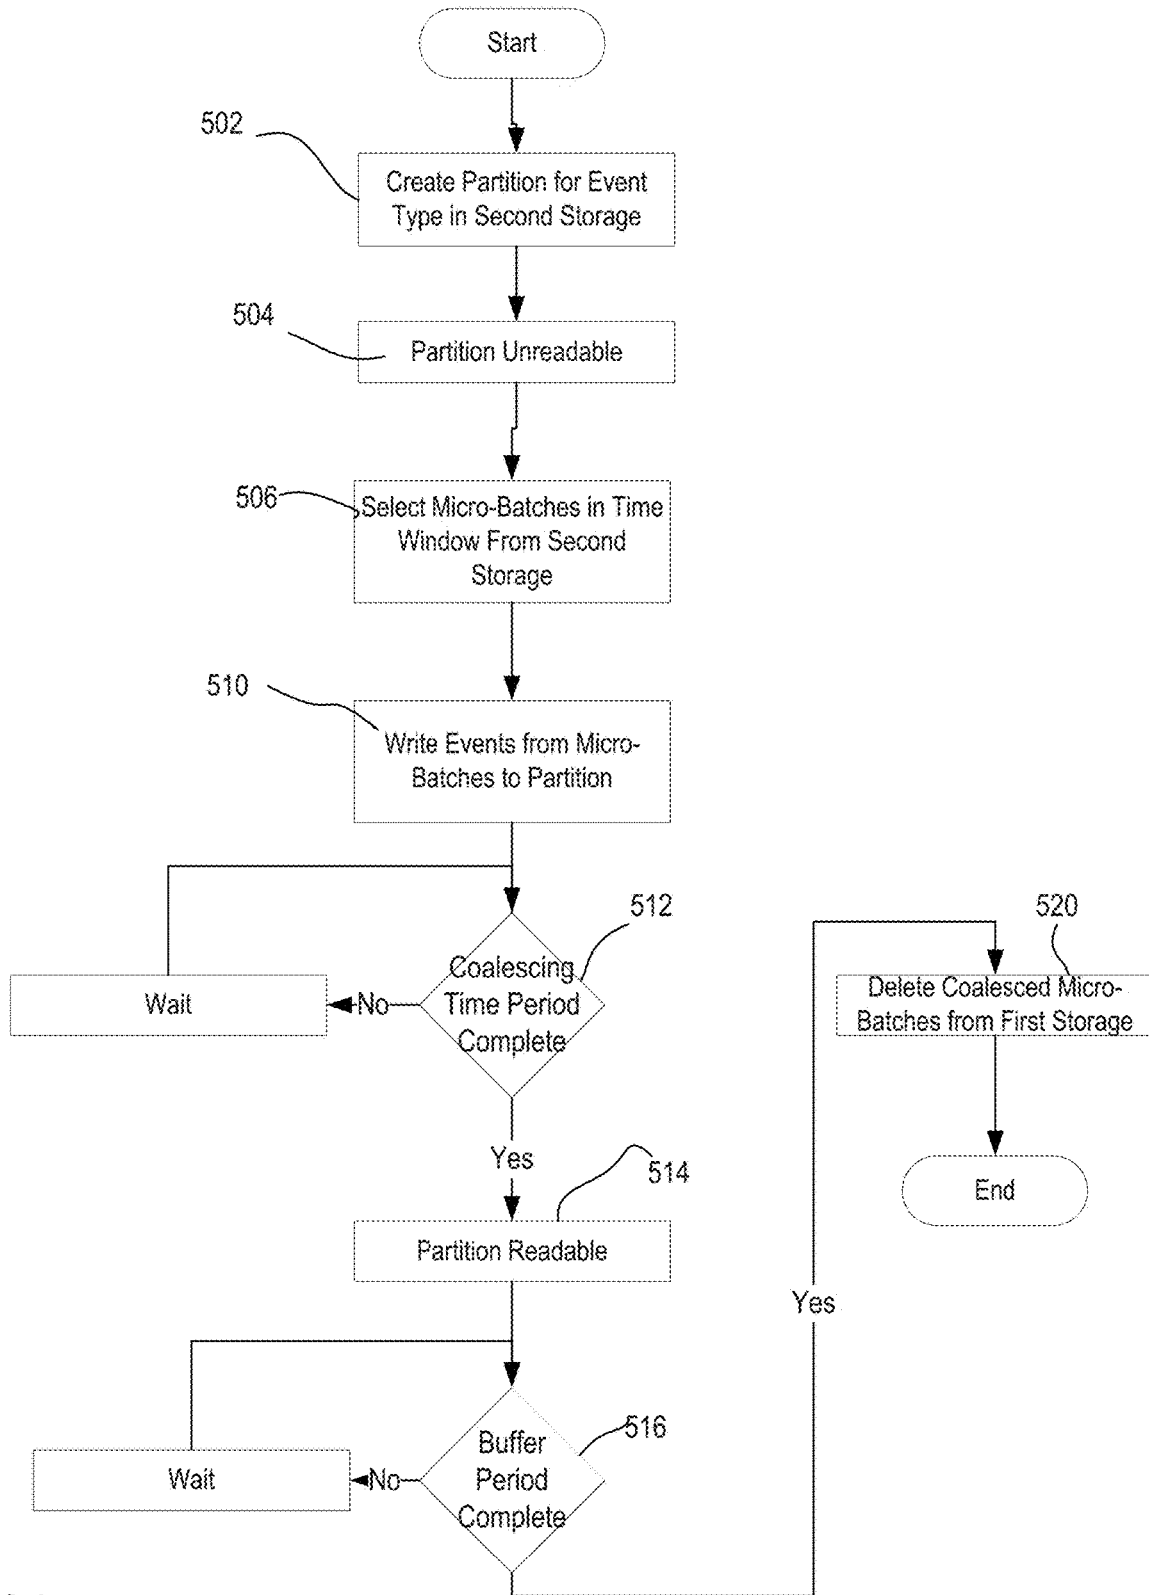 Start
502
Create Partition for Event
Type in Second Storage
504
Partition Unreadable
506
Select Micro-Batches in Time
Window From Second
Storage
510
Write Events from Micro-
Batches to Partition
512
Coalescing
Time Period
Complete
No
Wait
Yes
514
Partition Readable
516
Buffer
Period
Complete
No
Wait
Yes
520
Delete Coalesced Micro-
Batches from First Storage
End